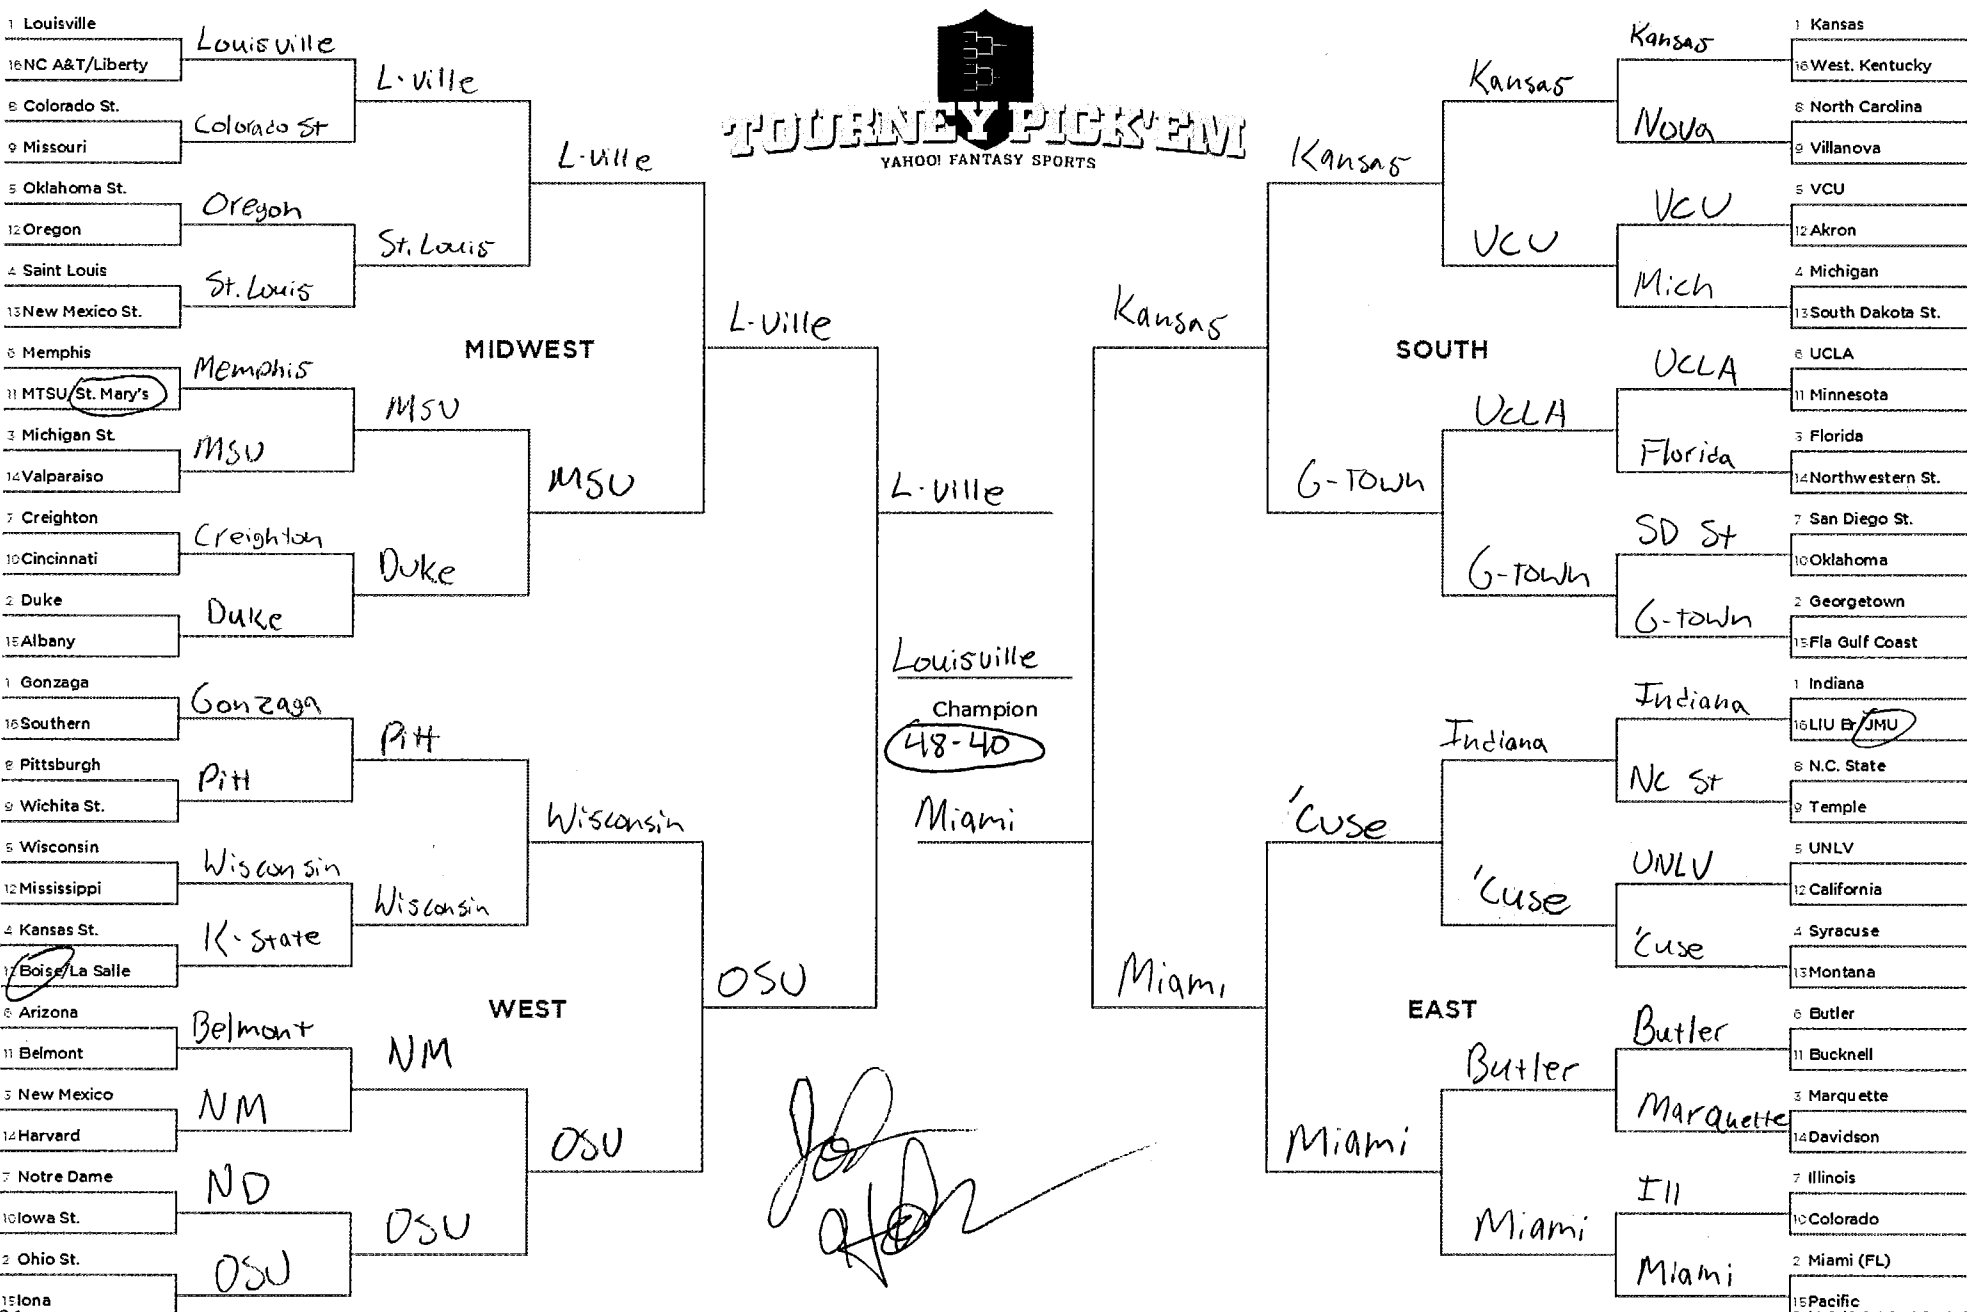 TOURNEY PICK'EM
YAHOO! FANTASY SPORTS
1 Louisville
16 NC A&T/Liberty
8 Colorado St.
9 Missouri
5 Oklahoma St.
12 Oregon
4 Saint Louis
13 New Mexico St.
6 Memphis
11 MTSU/St. Mary's
3 Michigan St.
14 Valparaiso
7 Creighton
10 Cincinnati
2 Duke
15 Albany
Louisville
Colorado St
Oregon
St. Louis
Memphis
MSU
Creighton
Duke
L-ville
St. Louis
MSU
Duke
L-ville
MSU
L-ville
MIDWEST
1 Gonzaga
16 Southern
8 Pittsburgh
9 Wichita St.
5 Wisconsin
12 Mississippi
4 Kansas St.
13 Boise/La Salle
6 Arizona
11 Belmont
3 New Mexico
14 Harvard
7 Notre Dame
10 Iowa St.
2 Ohio St.
15 Iona
Gonzaga
Pitt
Wisconsin
K-State
Belmont
NM
ND
OSU
Pitt
Wisconsin
NM
OSU
Wisconsin
OSU
OSU
WEST
L-ville
Louisville
Champion
48-40
Miami
Kansas
SOUTH
Kansas
G-Town
Kansas
VCU
UCLA
G-Town
Kansas
Nova
VCU
Mich
UCLA
Florida
SD St
G-town
1 Kansas
16 West. Kentucky
8 North Carolina
9 Villanova
5 VCU
12 Akron
4 Michigan
13 South Dakota St.
6 UCLA
11 Minnesota
3 Florida
14 Northwestern St.
7 San Diego St.
10 Oklahoma
2 Georgetown
15 Fla Gulf Coast
Miami
EAST
'Cuse
Miami
Indiana
'Cuse
Butler
Miami
Indiana
NC St
UNLV
'Cuse
Butler
Marquette
Ill
Miami
1 Indiana
16 LIU Br/JMU
8 N.C. State
9 Temple
5 UNLV
12 California
4 Syracuse
13 Montana
6 Butler
11 Bucknell
3 Marquette
14 Davidson
7 Illinois
10 Colorado
2 Miami (FL)
15 Pacific